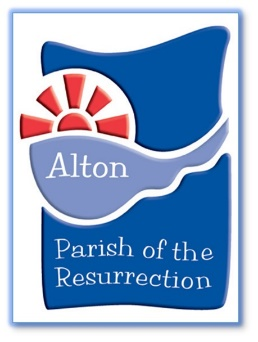 Alton
Parish of the
Resurrection